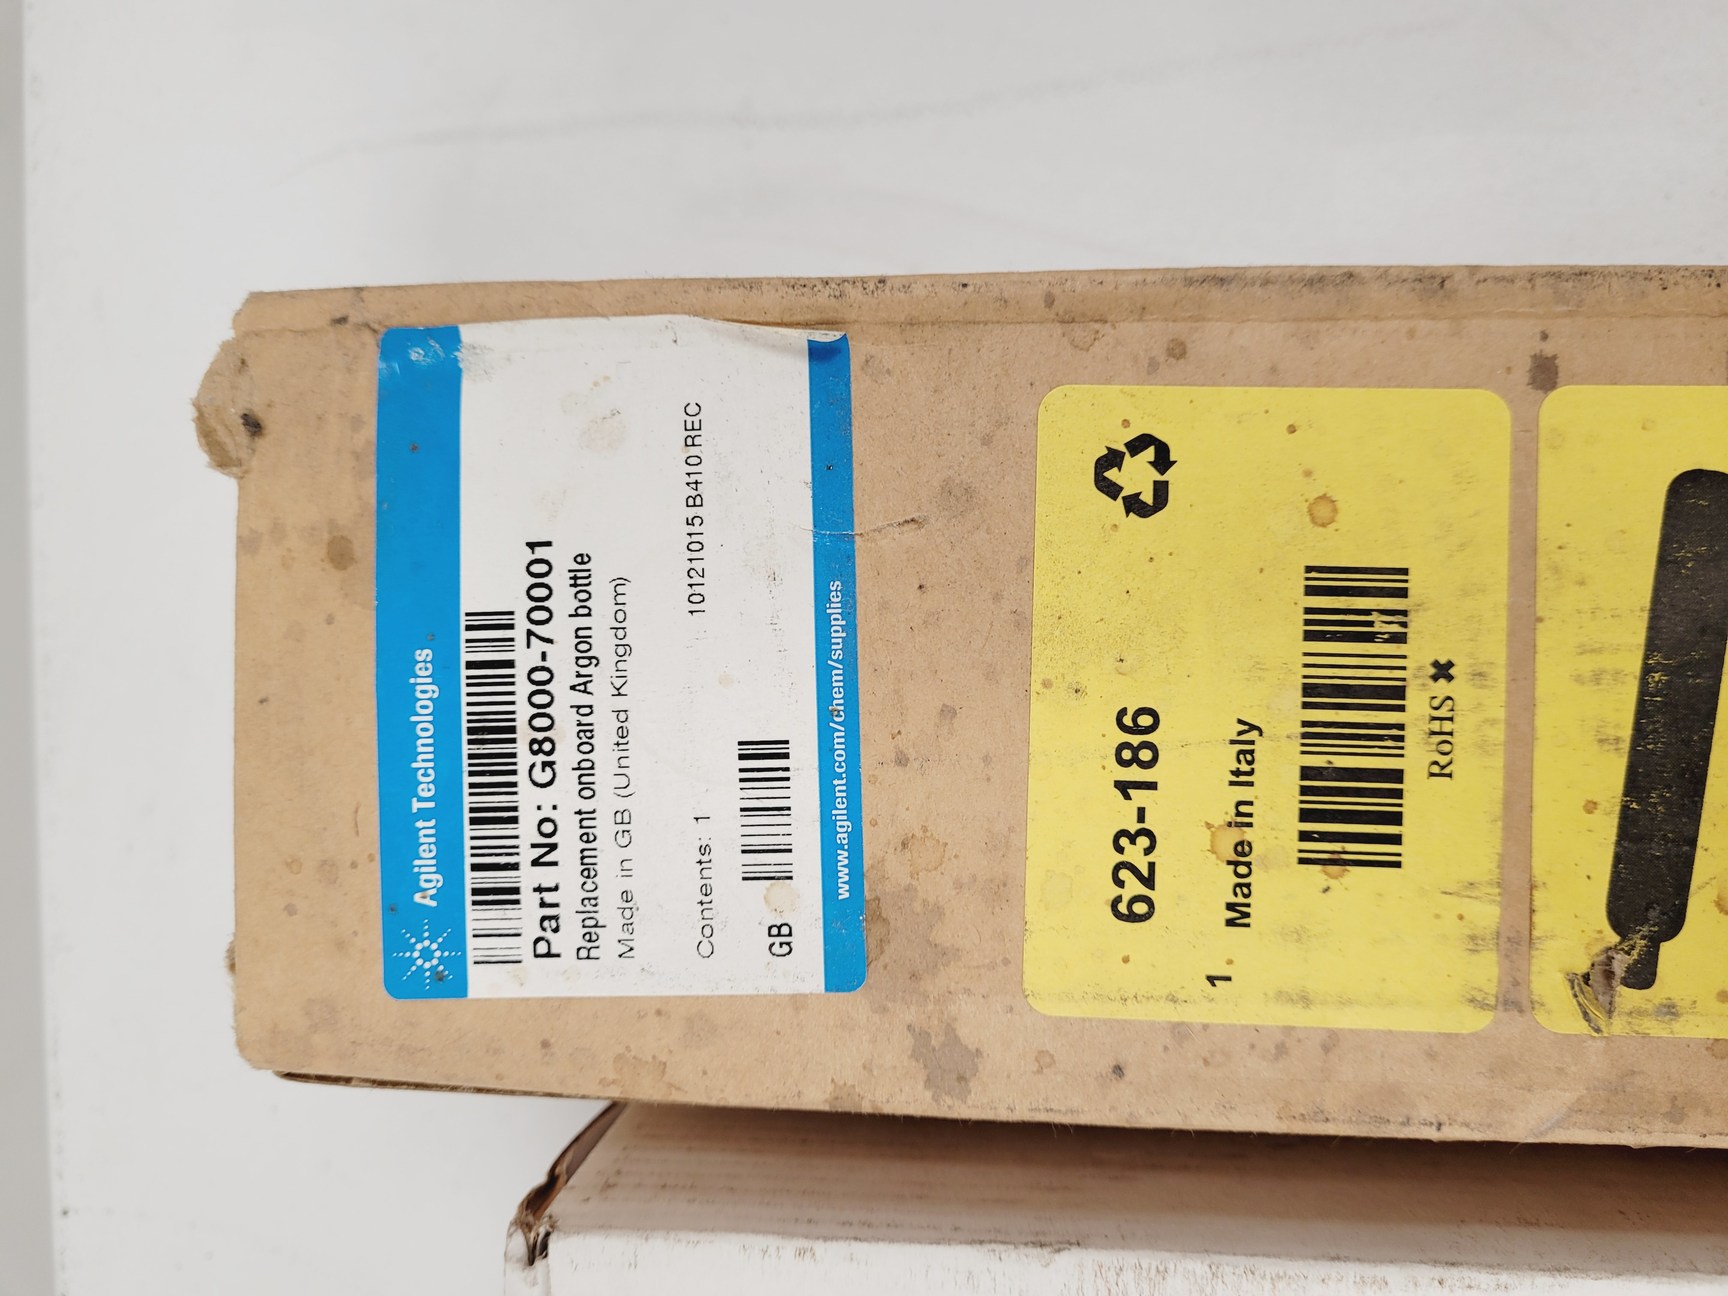 Agilent Technologies
Part No: G8000-70001
Replacement onboard Argon bottle
Made in GB (United Kingdom)
10121015 B410 REC
Contents: 1
GB
www.agilent.com/chem/supplies
623-186
1 Made in Italy
RoHS ✖